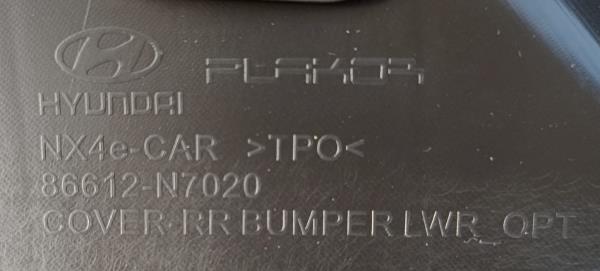 PLAKOR
HYUNDAI
NX4e-CAR >TPO<
86612-N7020
COVER-RR BUMPER LWR_OPT